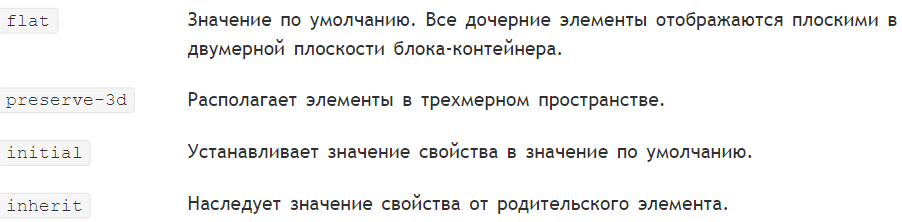 flat Значение по умолчанию. Все дочерние элементы отображаются плоскими в
двумерной плоскости блока-контейнера.
preserve-3d Располагает элементы в трехмерном пространстве.
initial Устанавливает значение свойства в значение по умолчанию.
inherit Наследует значение свойства от родительского элемента.